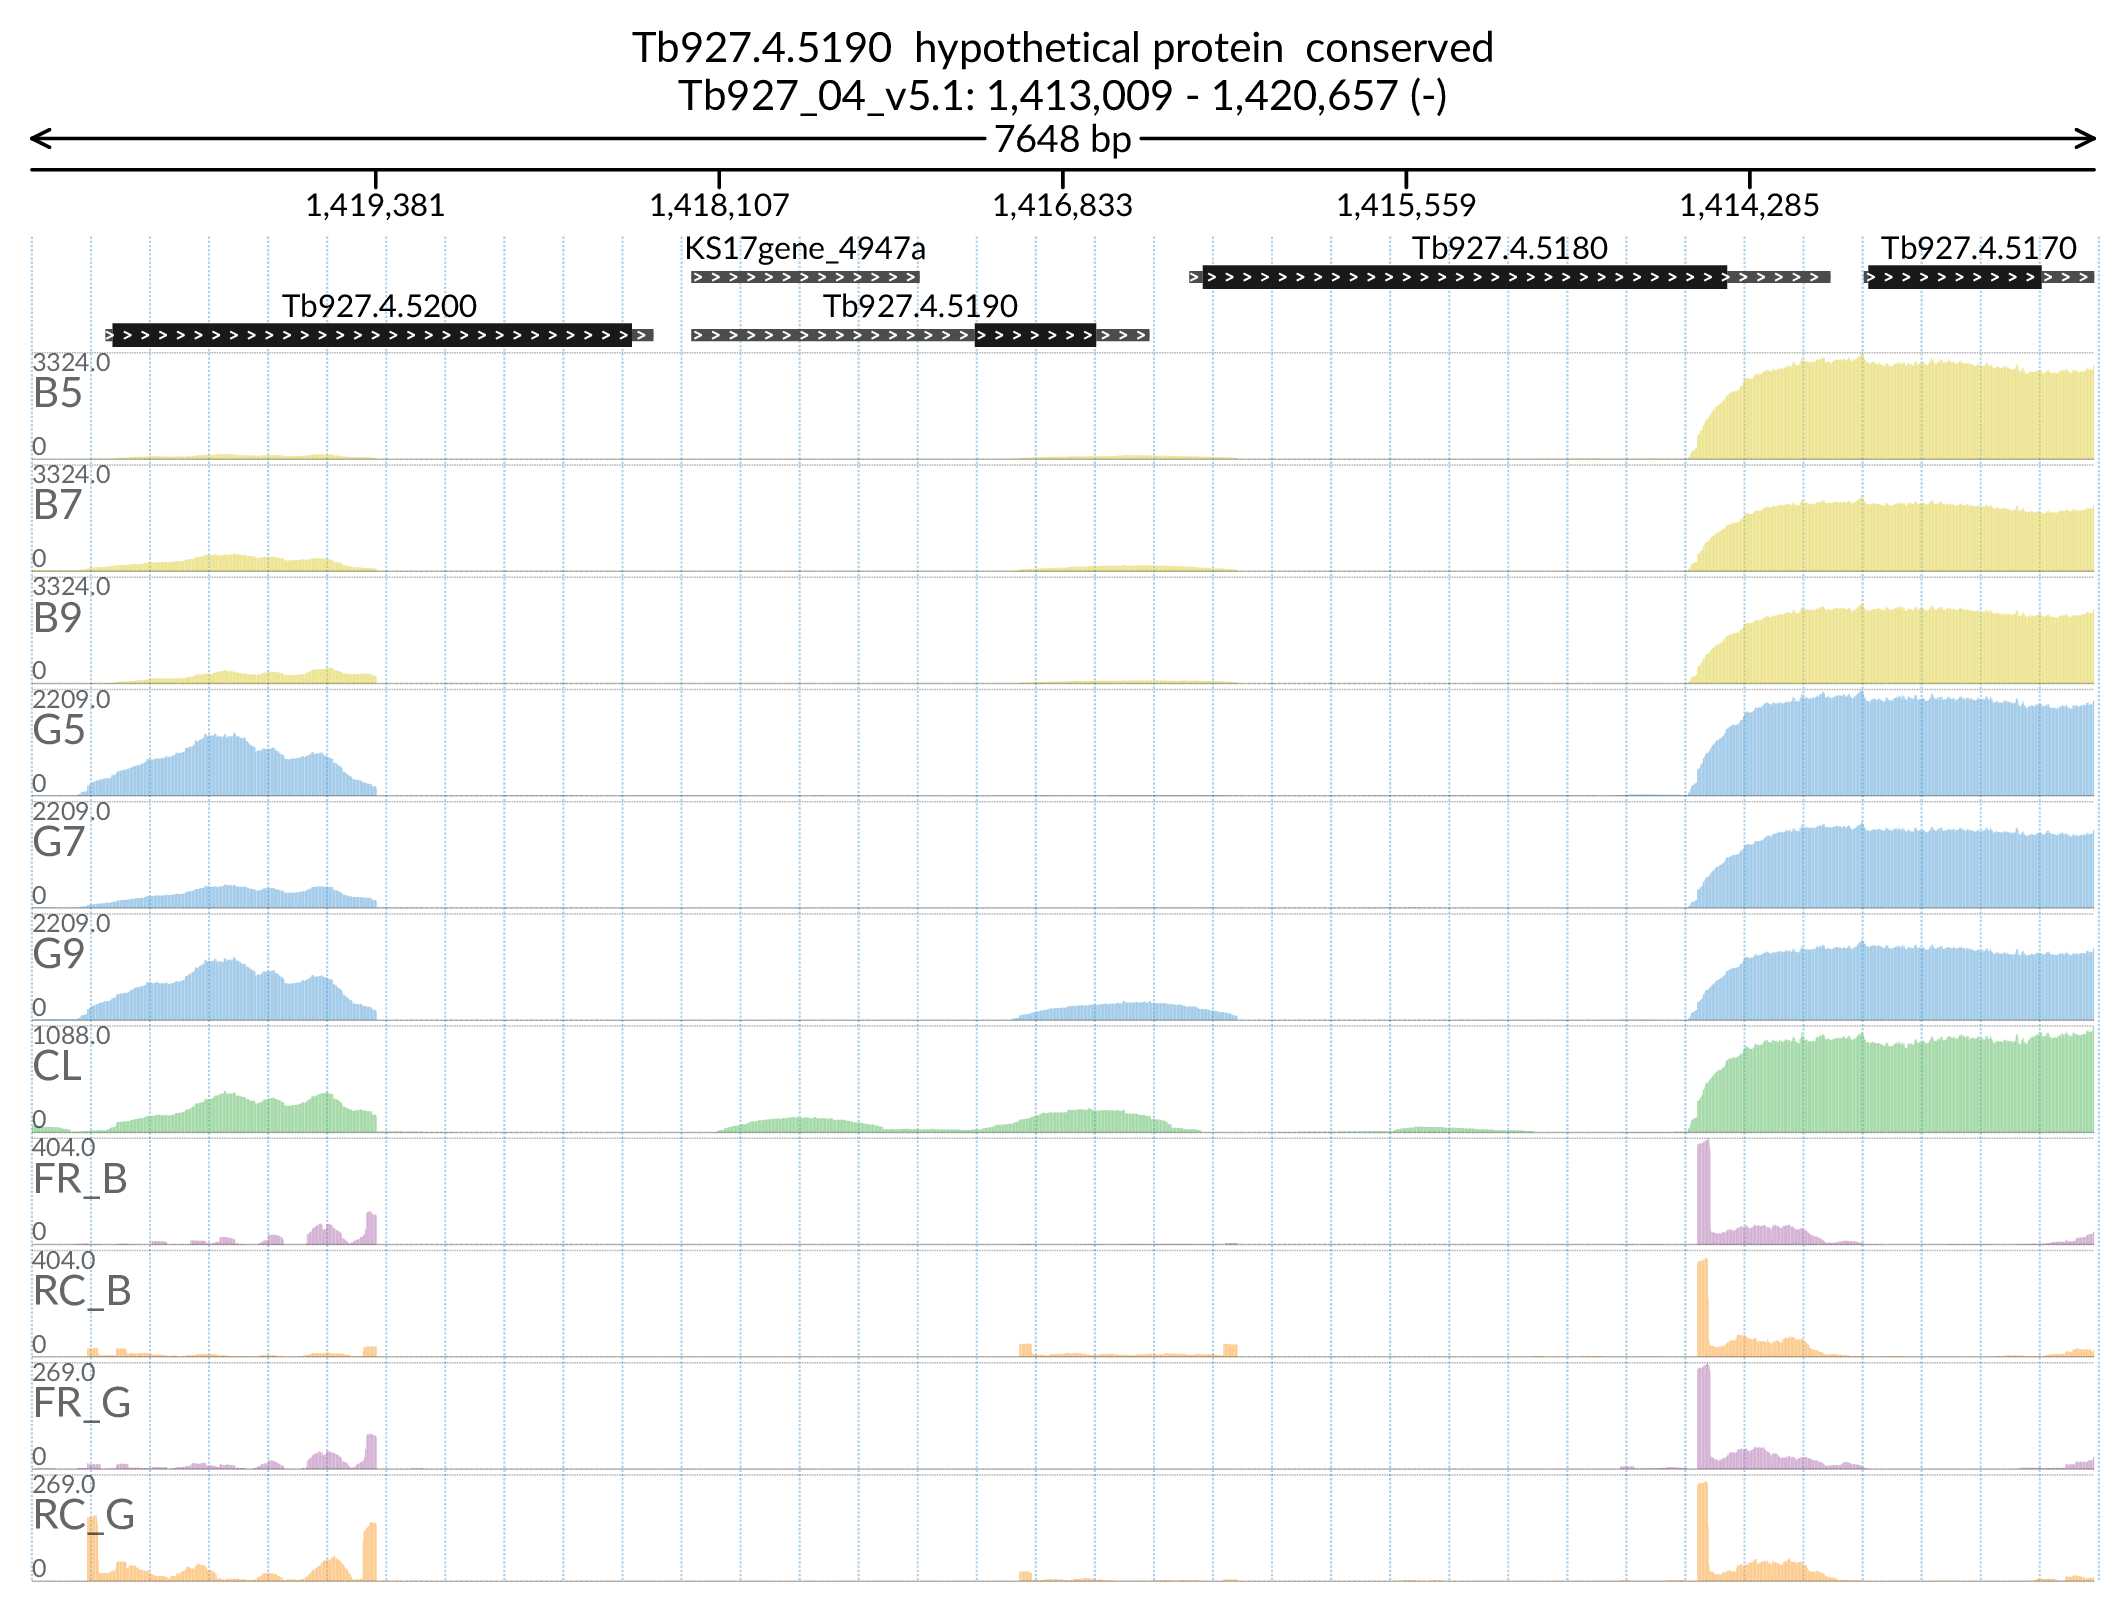 Tb927.4.5190  hypothetical protein  conserved
Tb927_04_v5.1: 1,413,009 - 1,420,657 (-)
7648 bp
1,419,381 1,418,107 1,416,833 1,415,559 1,414,285
KS17gene_4947a Tb927.4.5180 Tb927.4.5170
Tb927.4.5200 Tb927.4.5190
3324.0
B5
0
3324.0
B7
0
3324.0
B9
0
2209.0
G5
0
2209.0
G7
0
2209.0
G9
0
1088.0
CL
0
404.0
FR_B
0
404.0
RC_B
0
269.0
FR_G
0
269.0
RC_G
0